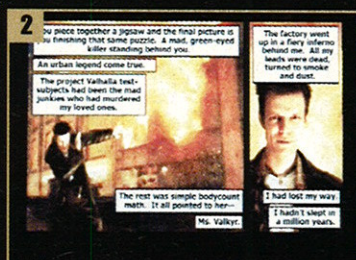 2
ou piece together a jigsaw and the final picture is
ou finishing that same puzzle. A mad, green-eyed
killer standing behind you.
An urban legend come true.
The project Valhalla test-
subjects had been the mad
junkies who had murdered
my loved ones.
The rest was simple bodycount
math. It all pointed to her—
Ms. Valkyr.
The factory went
up in a fiery inferno
behind me. All my
leads were dead,
turned to smoke
and dust.
I had lost my way.
I hadn't slept in
a million years.